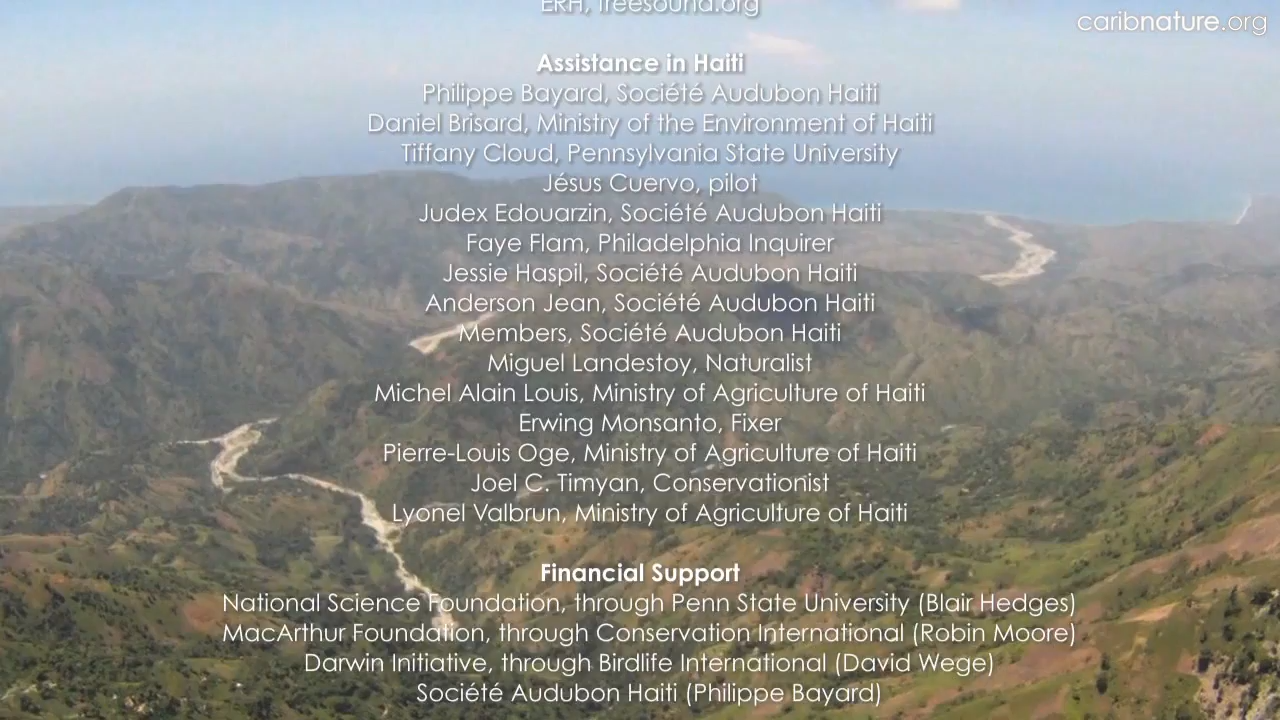 ERH, freesound.org
caribnature.org
Assistance in Haiti
Philippe Bayard, Société Audubon Haiti
Daniel Brisard, Ministry of the Environment of Haiti
Tiffany Cloud, Pennsylvania State University
Jésus Cuervo, pilot
Judex Edouarzin, Société Audubon Haiti
Faye Flam, Philadelphia Inquirer
Jessie Haspil, Société Audubon Haiti
Anderson Jean, Société Audubon Haiti
Members, Société Audubon Haiti
Miguel Landestoy, Naturalist
Michel Alain Louis, Ministry of Agriculture of Haiti
Erwing Monsanto, Fixer
Pierre-Louis Oge, Ministry of Agriculture of Haiti
Joel C. Timyan, Conservationist
Lyonel Valbrun, Ministry of Agriculture of Haiti
Financial Support
National Science Foundation, through Penn State University (Blair Hedges)
MacArthur Foundation, through Conservation International (Robin Moore)
Darwin Initiative, through Birdlife International (David Wege)
Société Audubon Haiti (Philippe Bayard)